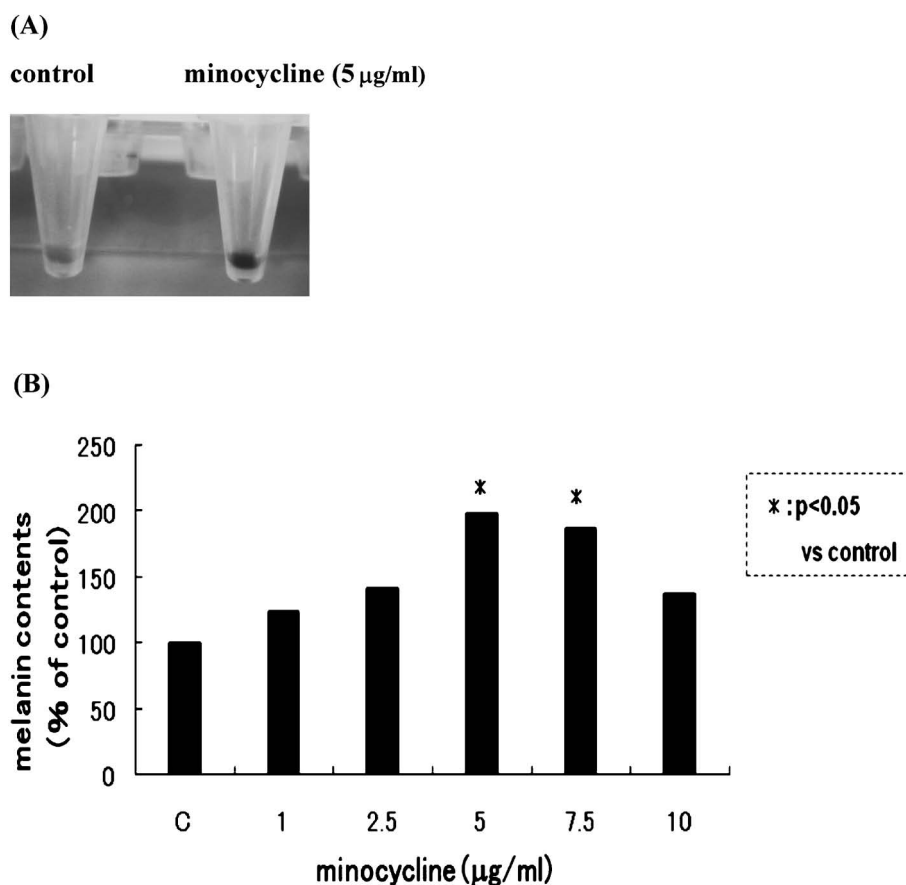 (A)
control minocycline (5 μg/ml)
(B)
melanin contents
(% of control)
250
200
150
100
50
0
* *
C 1 2.5 5 7.5 10
minocycline(μg/ml)
* :p<0.05
vs control